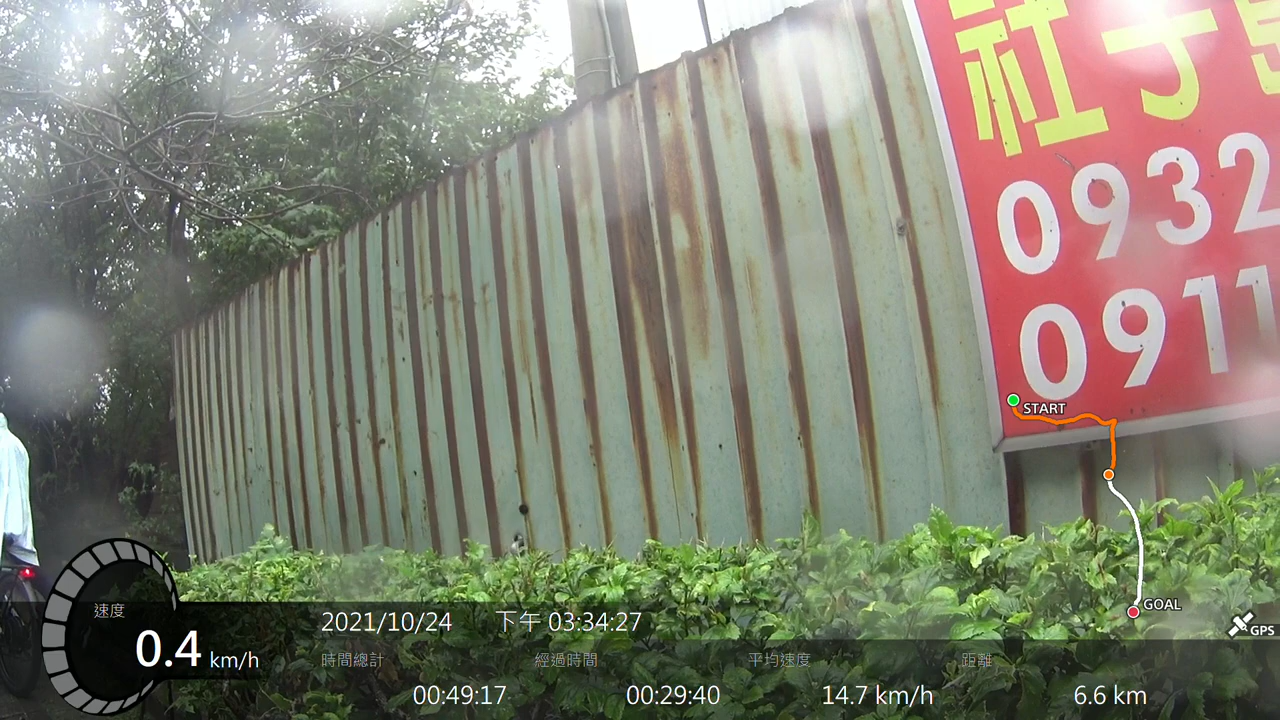 社子
0932
0911
START
GOAL
GPS
速度
0.4 km/h
2021/10/24 下午 03:34:27
時間總計 經過時間 平均速度 距離
00:49:17 00:29:40 14.7 km/h 6.6 km